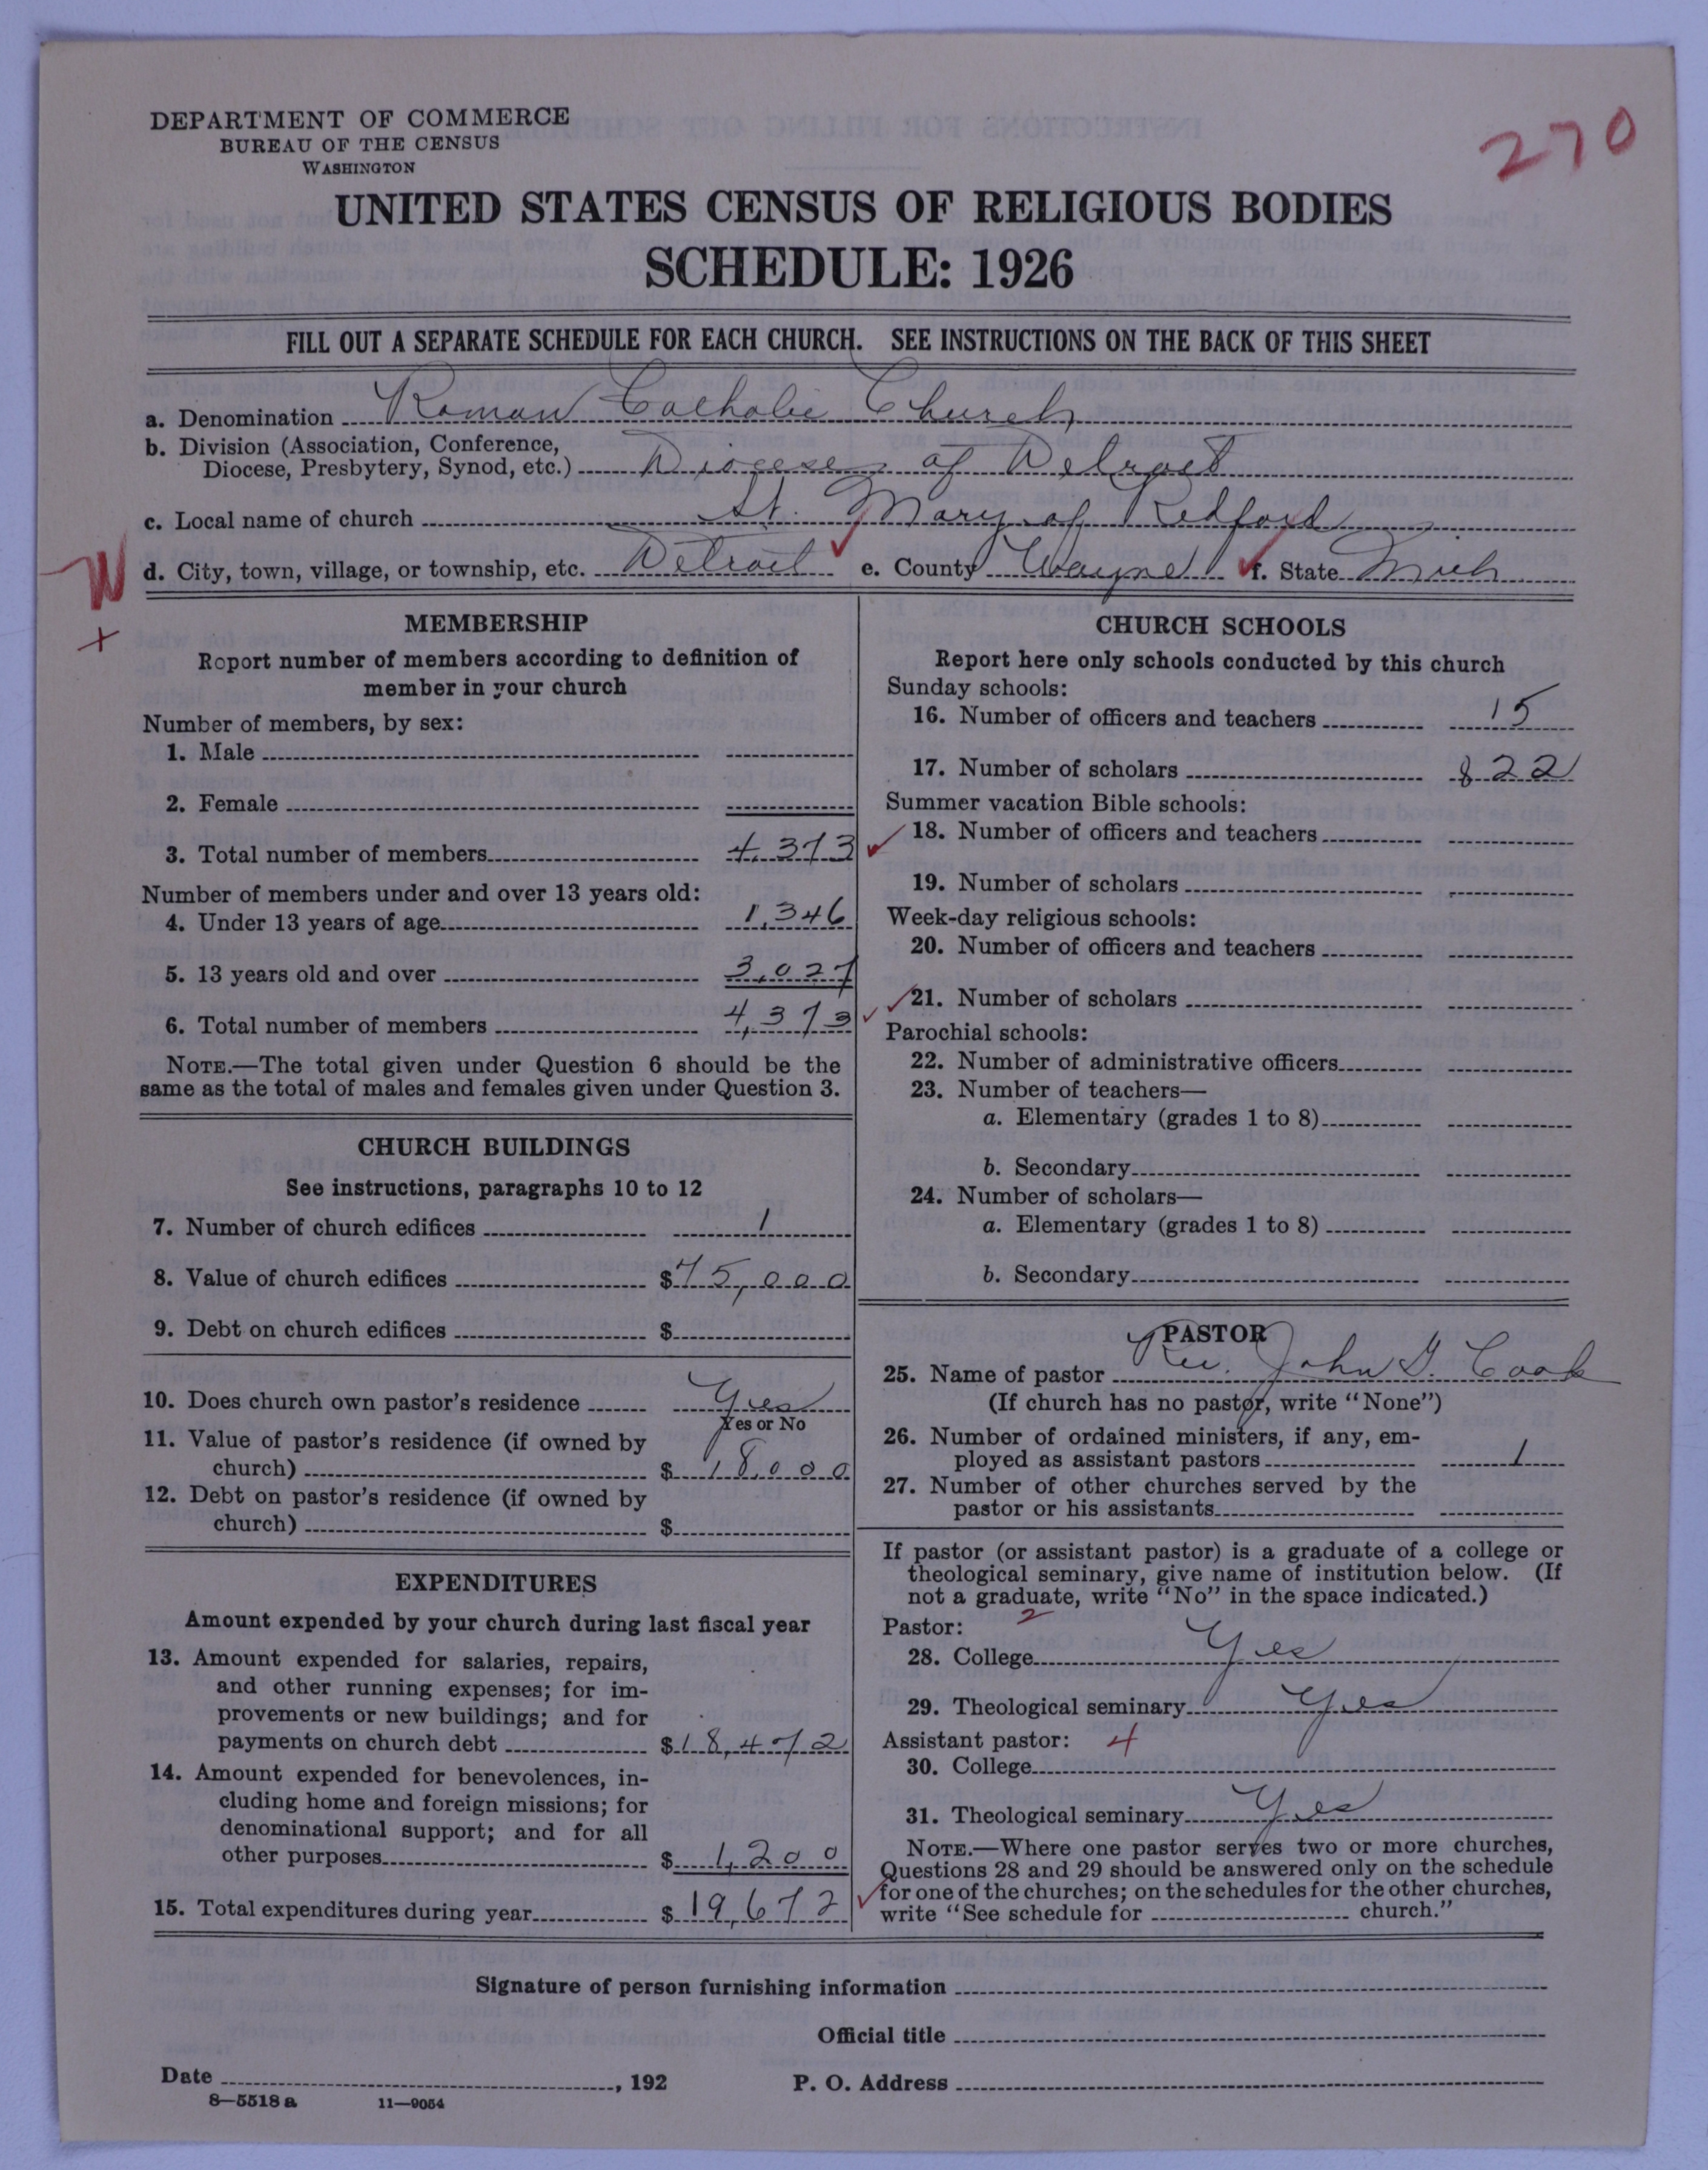 DEPARTMENT OF COMMERCE
BUREAU OF THE CENSUS
WASHINGTON
270
UNITED STATES CENSUS OF RELIGIOUS BODIES
SCHEDULE: 1926
FILL OUT A SEPARATE SCHEDULE FOR EACH CHURCH. SEE INSTRUCTIONS ON THE BACK OF THIS SHEET
a. Denomination Roman Catholic Church
b. Division (Association, Conference,
Diocese, Presbytery, Synod, etc.) Diocese of Detroit
c. Local name of church St. Mary of Redford
d. City, town, village, or township, etc. Detroit e. County Wayne f. State Mich
MEMBERSHIP
Report number of members according to definition of
member in your church
Number of members, by sex:
1. Male
2. Female
3. Total number of members 4,373
Number of members under and over 13 years old:
4. Under 13 years of age 1,346
5. 13 years old and over 3,027
6. Total number of members 4,373
NOTE.—The total given under Question 6 should be the
same as the total of males and females given under Question 3.
CHURCH BUILDINGS
See instructions, paragraphs 10 to 12
7. Number of church edifices 1
8. Value of church edifices $75,000
9. Debt on church edifices $
10. Does church own pastor's residence Yes
Yes or No
11. Value of pastor's residence (if owned by
church) $ 18,000
12. Debt on pastor's residence (if owned by
church) $
EXPENDITURES
Amount expended by your church during last fiscal year
13. Amount expended for salaries, repairs,
and other running expenses; for im-
provements or new buildings; and for
payments on church debt $18,472
14. Amount expended for benevolences, in-
cluding home and foreign missions; for
denominational support; and for all
other purposes $ 1,200
15. Total expenditures during year $ 19,672
CHURCH SCHOOLS
Report here only schools conducted by this church
Sunday schools:
16. Number of officers and teachers 15
17. Number of scholars 822
Summer vacation Bible schools:
18. Number of officers and teachers
19. Number of scholars
Week-day religious schools:
20. Number of officers and teachers
21. Number of scholars
Parochial schools:
22. Number of administrative officers
23. Number of teachers—
a. Elementary (grades 1 to 8)
b. Secondary
24. Number of scholars—
a. Elementary (grades 1 to 8)
b. Secondary
PASTOR
25. Name of pastor Rev. John G. Cook
(If church has no pastor, write "None")
26. Number of ordained ministers, if any, em-
ployed as assistant pastors 1
27. Number of other churches served by the
pastor or his assistants
If pastor (or assistant pastor) is a graduate of a college or
theological seminary, give name of institution below. (If
not a graduate, write "No" in the space indicated.)
Pastor: 2
28. College Yes
29. Theological seminary Yes
Assistant pastor: 4
30. College
31. Theological seminary Yes
NOTE.—Where one pastor serves two or more churches,
Questions 28 and 29 should be answered only on the schedule
for one of the churches; on the schedules for the other churches,
write "See schedule for church."
Signature of person furnishing information
Official title
Date , 192
P. O. Address
8—5518 a 11—9054